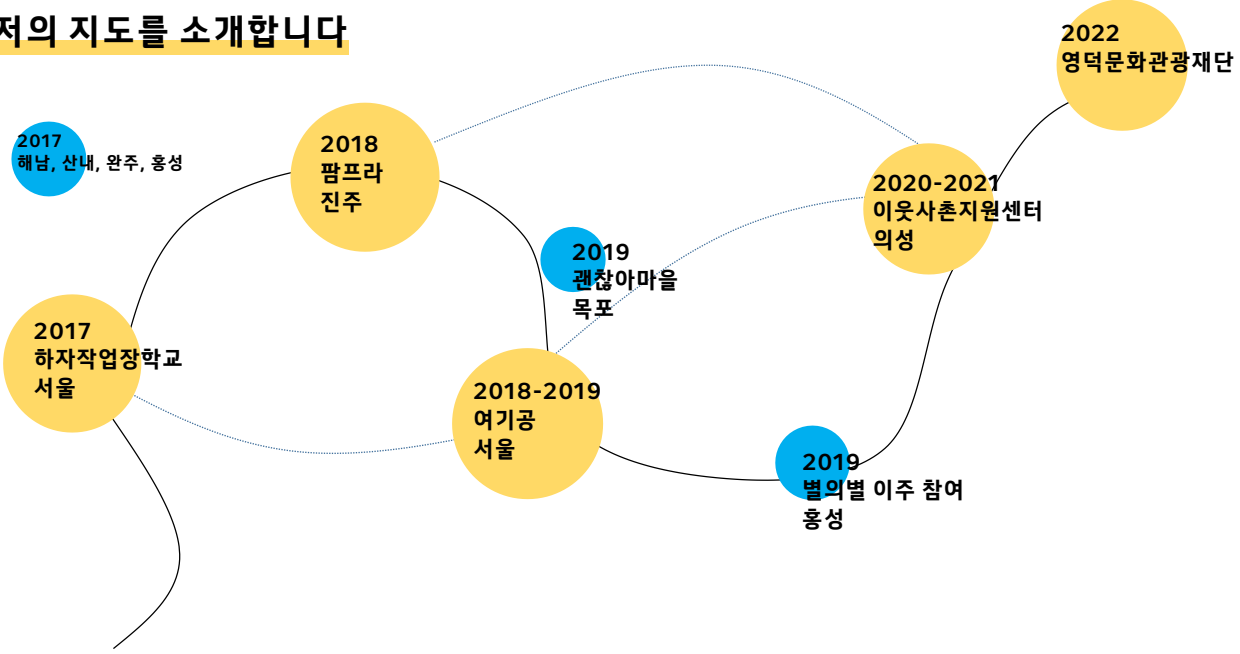 저의 지도를 소개합니다
2017
해남, 산내, 완주, 홍성
2017
하자작업장학교
서울
2018
팜프라
진주
2019
괜찮아마을
목포
2018-2019
여기공
서울
2019
별의별 이주 참여
홍성
2020-2021
이웃사촌지원센터
의성
2022
영덕문화관광재단